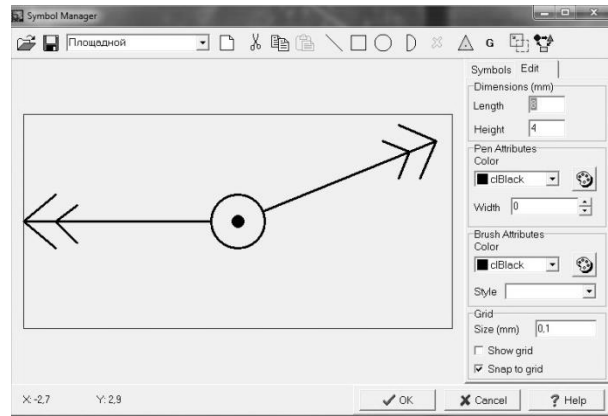 Symbol Manager
Площадной
G
Symbols Edit
Dimensions (mm)
Length 8
Height 4
Pen Attributes
Color
clBlack
Width 0
Brush Attributes
Color
clBlack
Style
Grid
Size (mm) 0,1
Show grid
Snap to grid
X: -2,7 Y: 2,9
OK Cancel ? Help